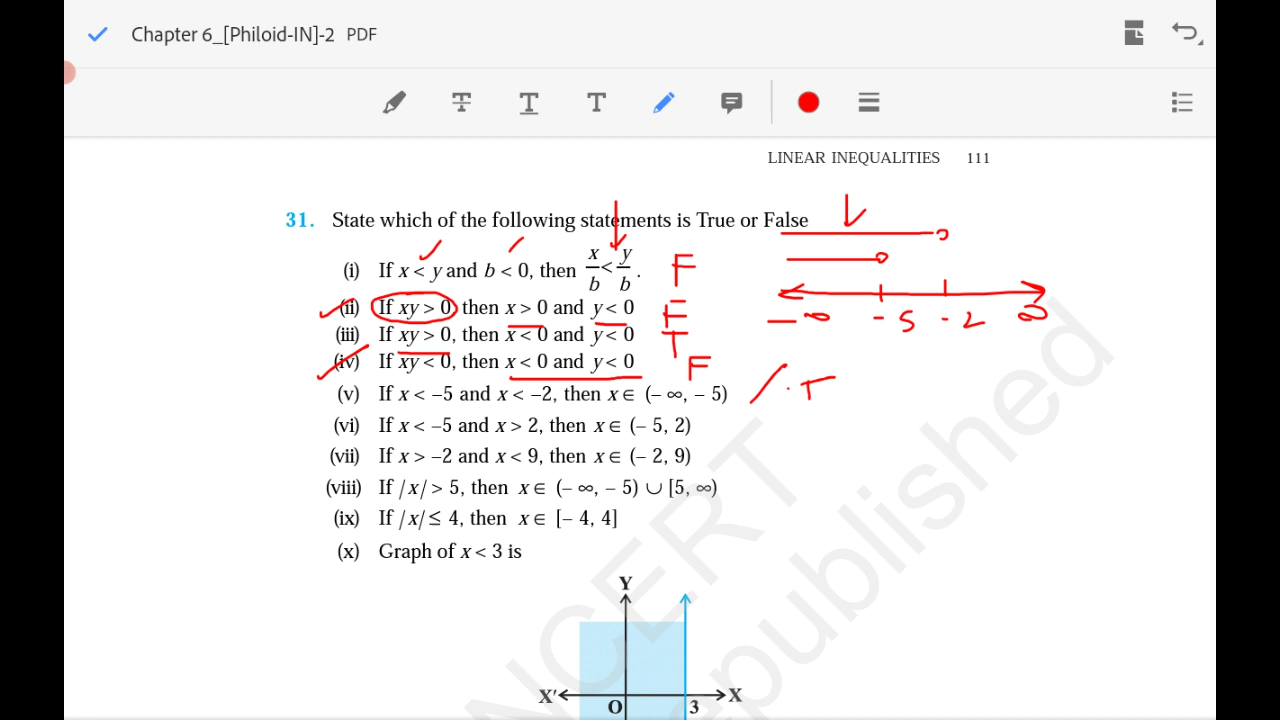 Chapter 6_[Philoid-IN]-2 PDF
LINEAR INEQUALITIES 111
31. State which of the following statements is True or False
(i) If x < y and b < 0, then x/b < y/b . F
(ii) If xy > 0, then x > 0 and y < 0 F
(iii) If xy > 0, then x < 0 and y < 0 T
(iv) If xy < 0, then x < 0 and y < 0 F
- ∞ - 5 - 2 ∞
(v) If x < –5 and x < –2, then x ∈ (– ∞, – 5) . T
(vi) If x < –5 and x > 2, then x ∈ (– 5, 2)
(vii) If x > –2 and x < 9, then x ∈ (– 2, 9)
(viii) If |x| > 5, then x ∈ (– ∞, – 5) ∪ [5, ∞)
(ix) If |x| ≤ 4, then x ∈ [– 4, 4]
(x) Graph of x < 3 is
Y
X′ O 3 X
NCERT
republished